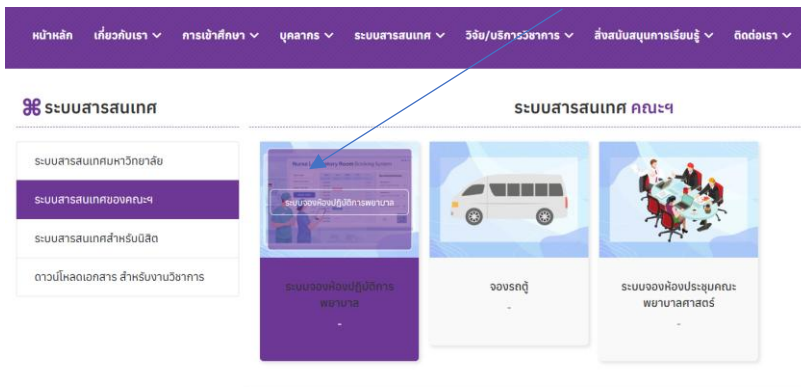 หน้าหลัก เกี่ยวกับเรา การเข้าศึกษา บุคลากร ระบบสารสนเทศ วิจัย/บริการวิชาการ สิ่งสนับสนุนการเรียนรู้ ติดต่อเรา
ระบบสารสนเทศ
ระบบสารสนเทศ คณะฯ
ระบบสารสนเทศมหาวิทยาลัย
ระบบสารสนเทศของคณะฯ
ระบบสารสนเทศสำหรับนิสิต
ดาวน์โหลดเอกสาร สำหรับงานวิชาการ
ระบบจองห้องปฏิบัติการพยาบาล
ระบบจองห้องปฏิบัติการ
พยาบาล
-
จองรถตู้
-
ระบบจองห้องประชุมคณะ
พยาบาลศาสตร์
-